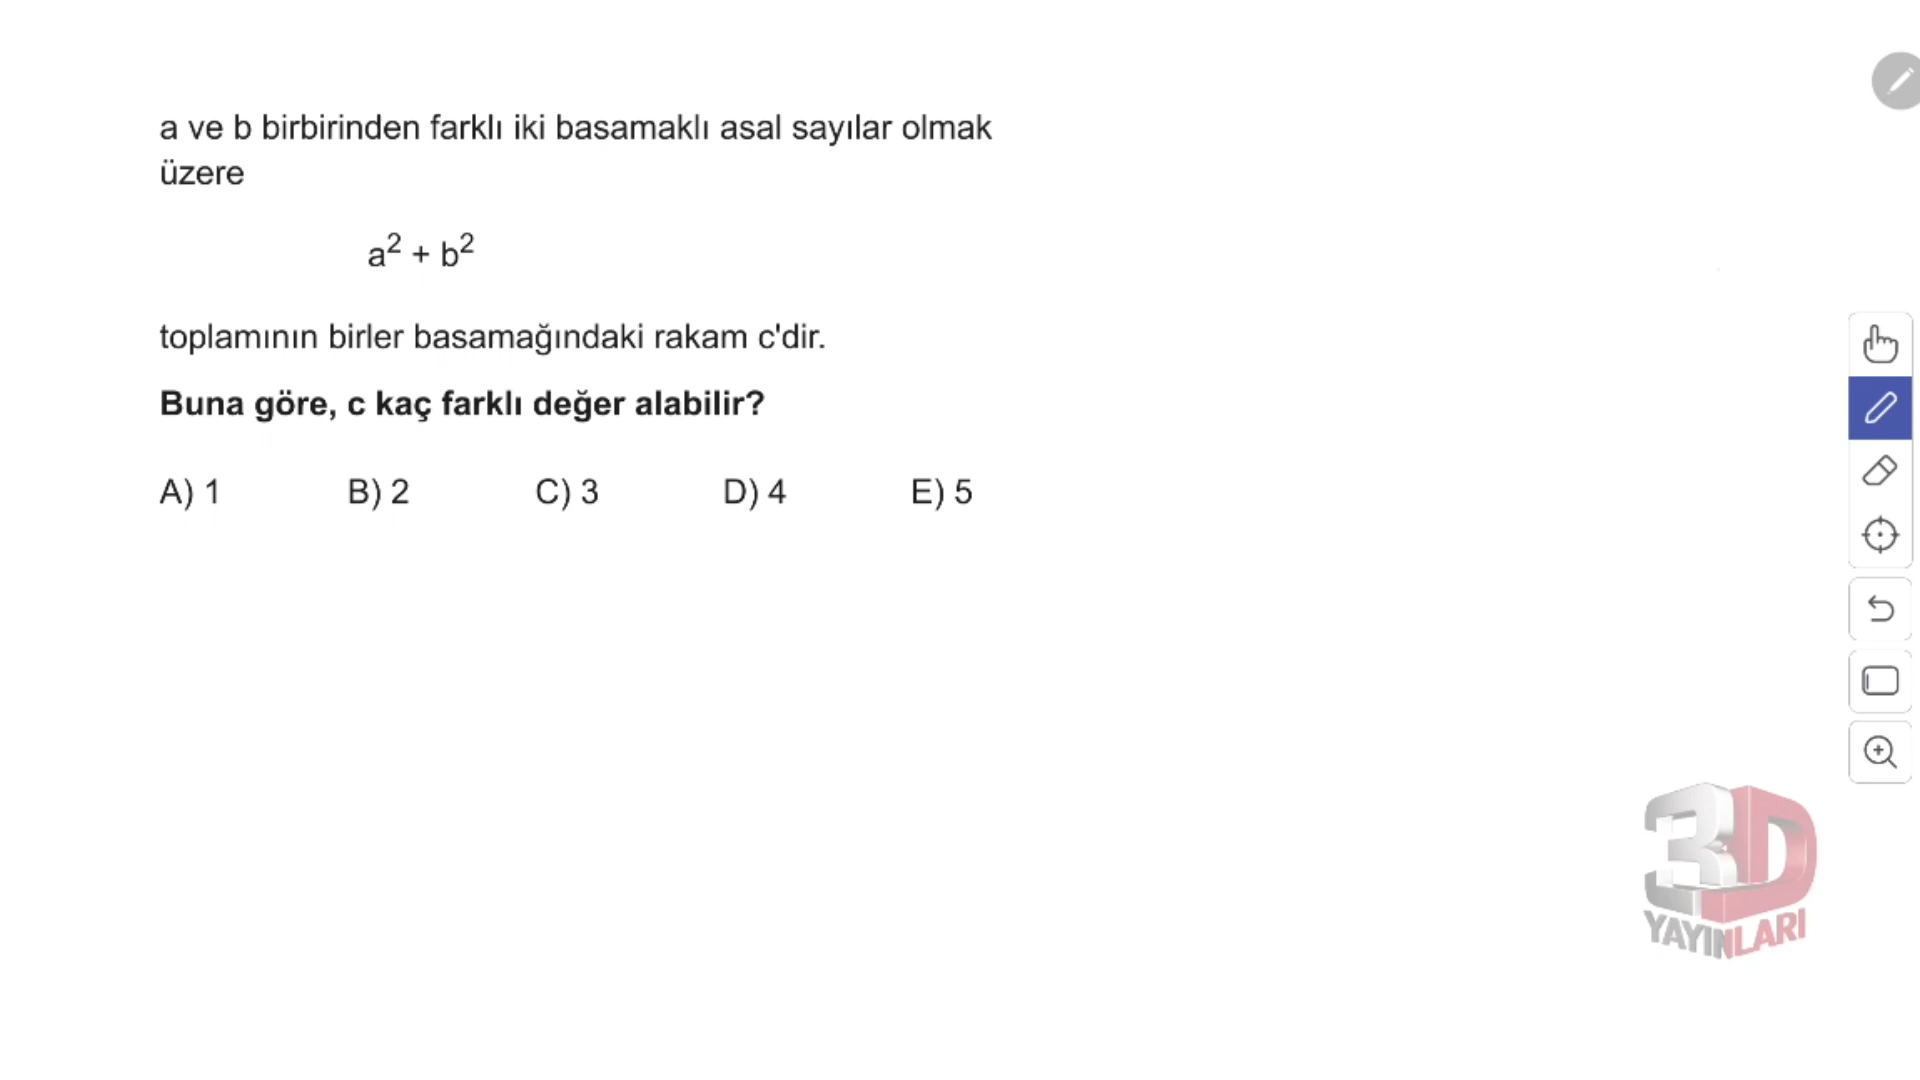 a ve b birbirinden farklı iki basamaklı asal sayılar olmak
üzere
a² + b²
toplamının birler basamağındaki rakam c'dir.
Buna göre, c kaç farklı değer alabilir?
A) 1 B) 2 C) 3 D) 4 E) 5
3D
YAYINLARI